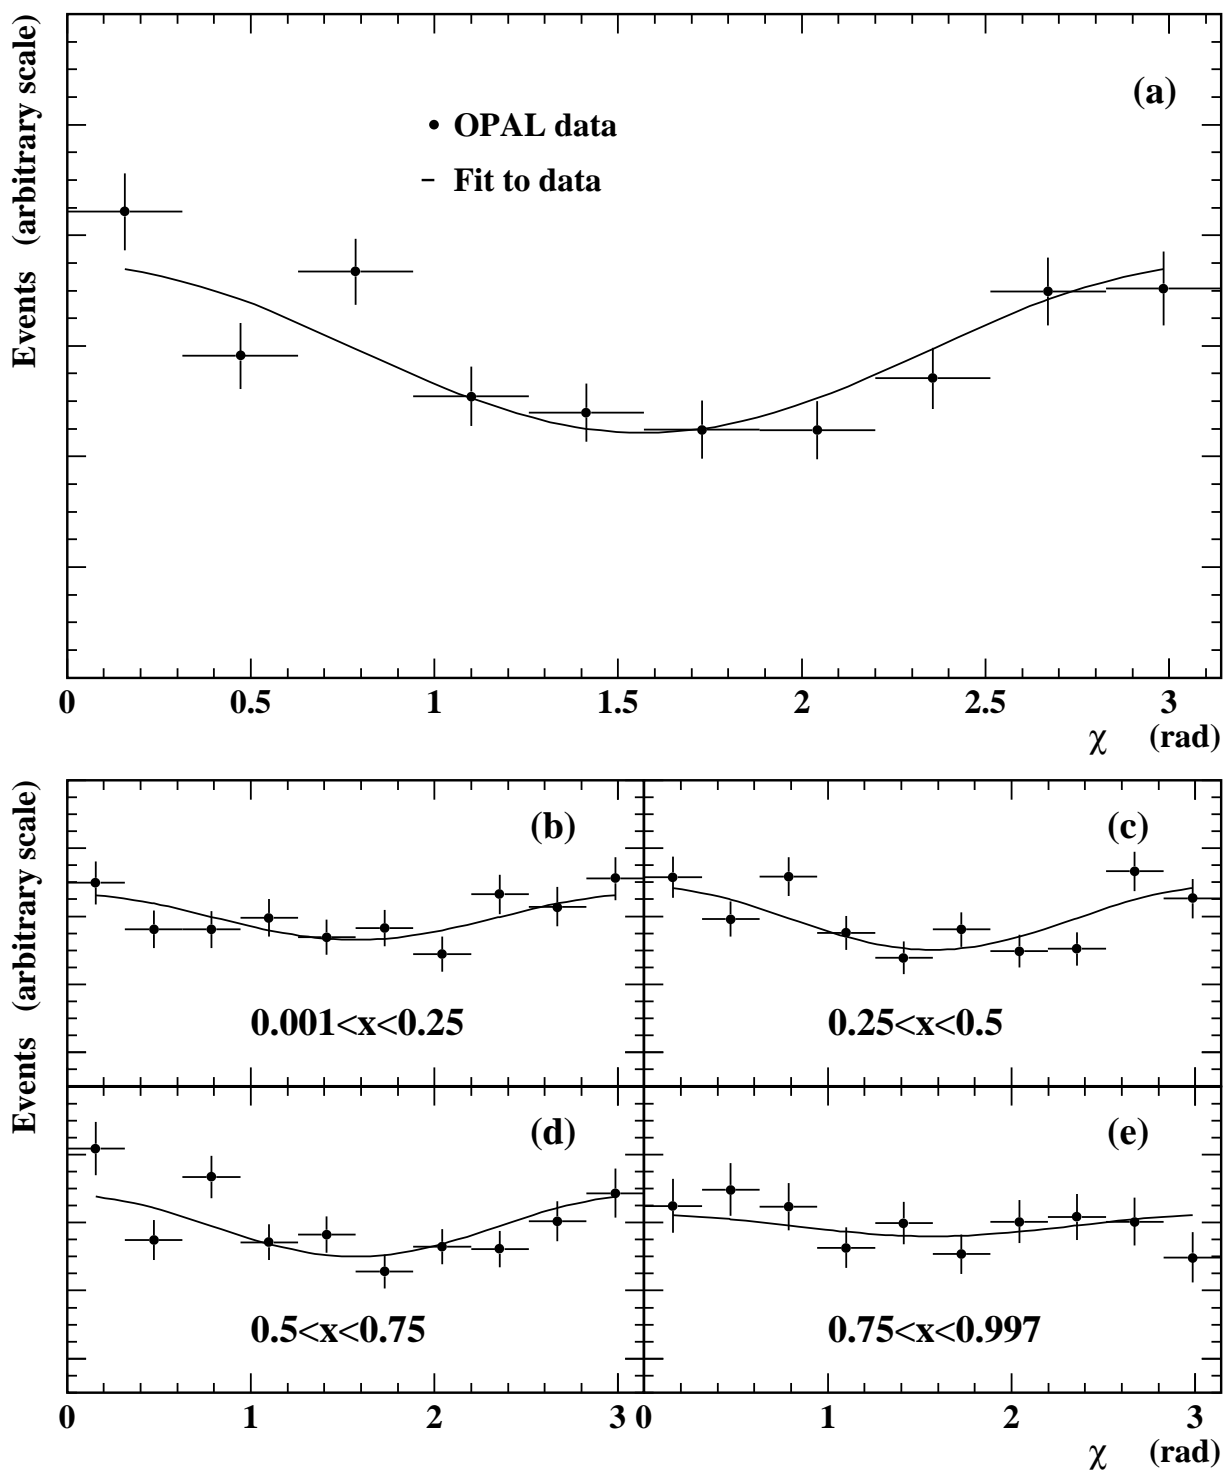 Events (arbitrary scale)
(a)
OPAL data
Fit to data
0 0.5 1 1.5 2 2.5 3
χ (rad)
Events (arbitrary scale)
(b)
0.001<x<0.25
(c)
0.25<x<0.5
(d)
0.5<x<0.75
(e)
0.75<x<0.997
0 1 2 3 0 1 2 3
χ (rad)